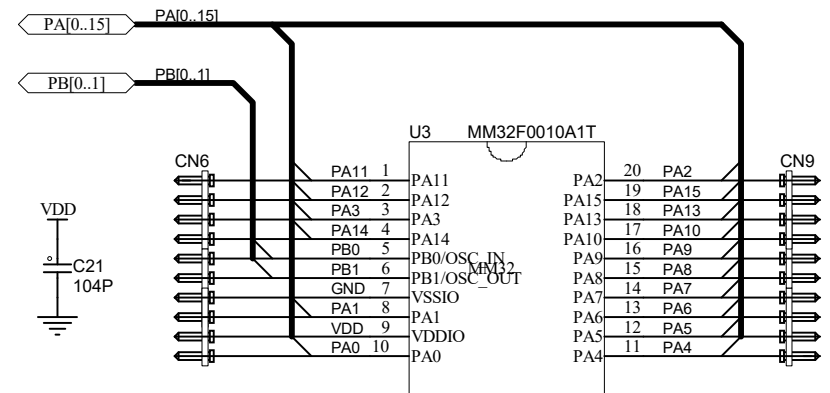 PA[0..15] PA[0..15]
PB[0..1] PB[0..1]
U3 MM32F0010A1T
CN6 CN9
PA11 1 PA11 PA2 20 PA2
PA12 2 PA12 PA15 19 PA15
PA3 3 PA3 PA13 18 PA13
PA14 4 PA14 PA10 17 PA10
PB0 5 PB0/OSC_IN PA9 16 PA9
MM32
PB1 6 PB1/OSC_OUT PA8 15 PA8
GND 7 VSSIO PA7 14 PA7
PA1 8 PA1 PA6 13 PA6
VDD 9 VDDIO PA5 12 PA5
PA0 10 PA0 PA4 11 PA4
VDD
C21
104P